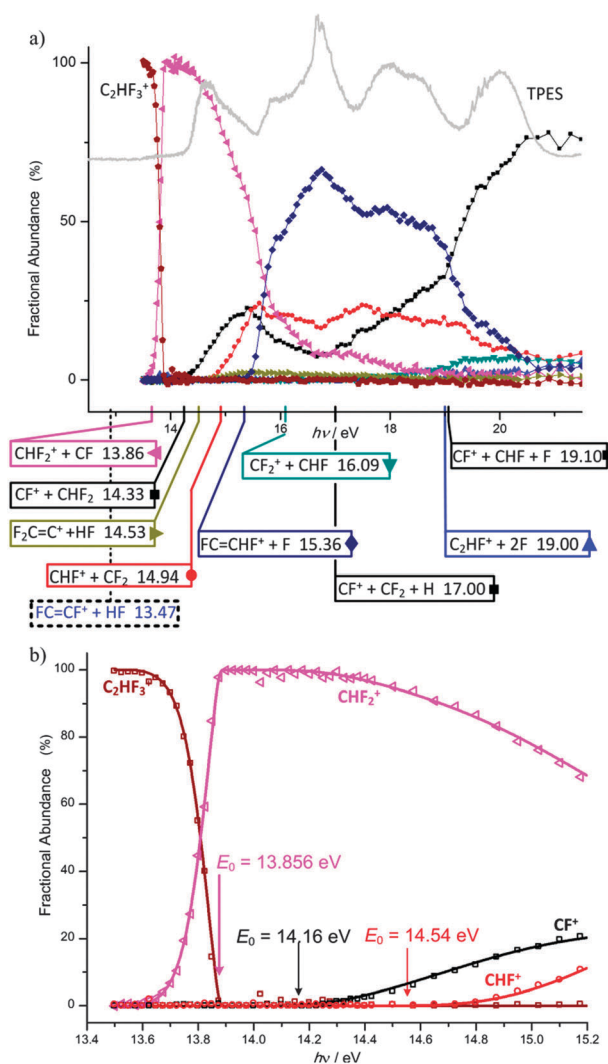 a)
100
50
0
Fractional Abundance (%)
C₂HF₃⁺
TPES
14 16 18 20
hν / eV
CHF₂⁺ + CF 13.86
CF⁺ + CHF₂ 14.33
F₂C=C⁺ +HF 14.53
CHF⁺ + CF₂ 14.94
FC=CF⁺ + HF 13.47
CF₂⁺ + CHF 16.09
FC=CHF⁺ + F 15.36
CF⁺ + CHF + F 19.10
C₂HF⁺ + 2F 19.00
CF⁺ + CF₂ + H 17.00
b)
100
80
60
40
20
0
Fractional Abundance (%)
C₂HF₃⁺
CHF₂⁺
E₀ = 13.856 eV
E₀ = 14.16 eV
E₀ = 14.54 eV
CF⁺
CHF⁺
13.4 13.6 13.8 14.0 14.2 14.4 14.6 14.8 15.0 15.2
hν / eV